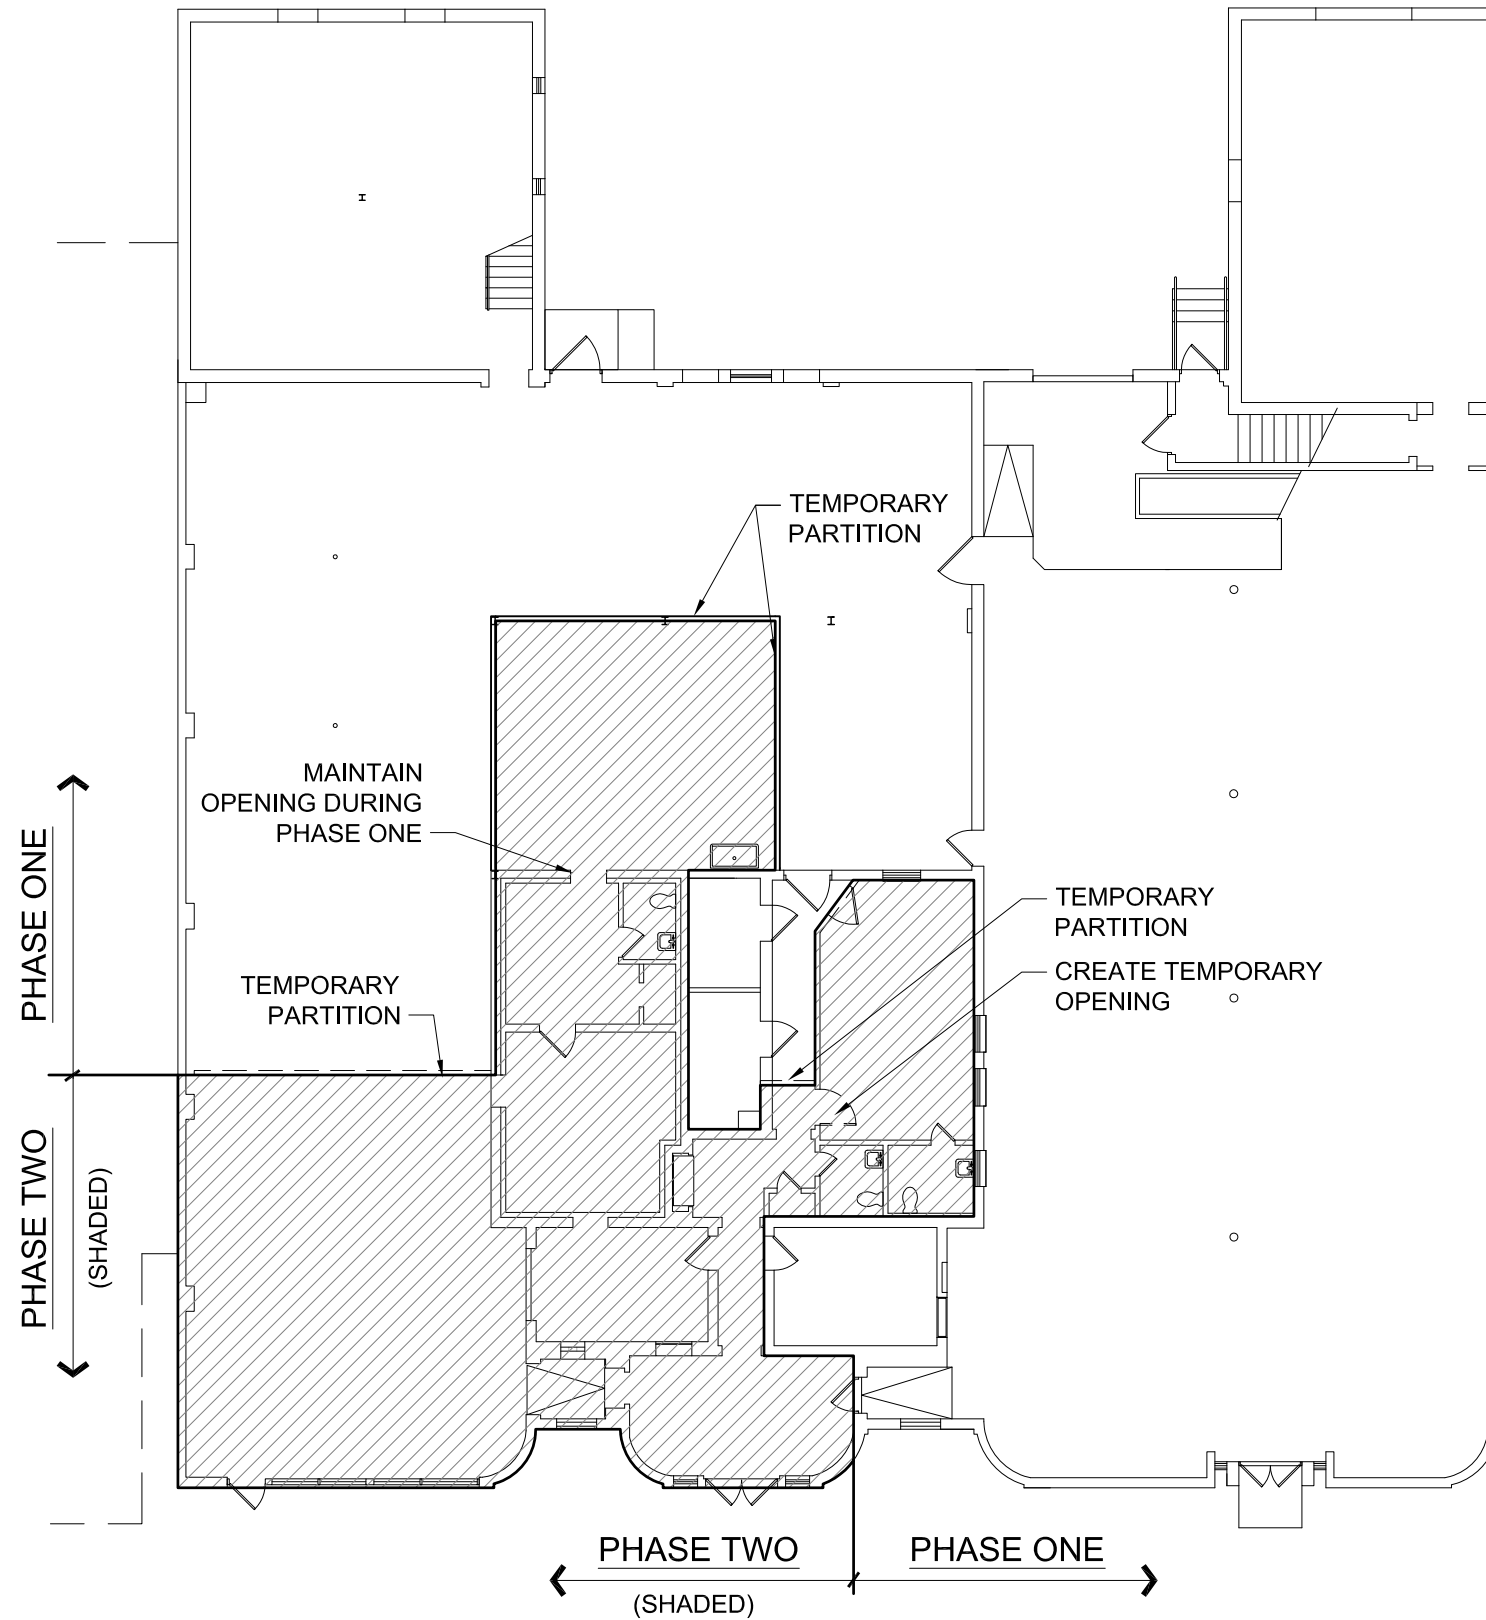 TEMPORARY
PARTITION
MAINTAIN
OPENING DURING
PHASE ONE
PHASE ONE
TEMPORARY
PARTITION
CREATE TEMPORARY
OPENING
TEMPORARY
PARTITION
PHASE TWO
(SHADED)
PHASE TWO
(SHADED)
PHASE ONE